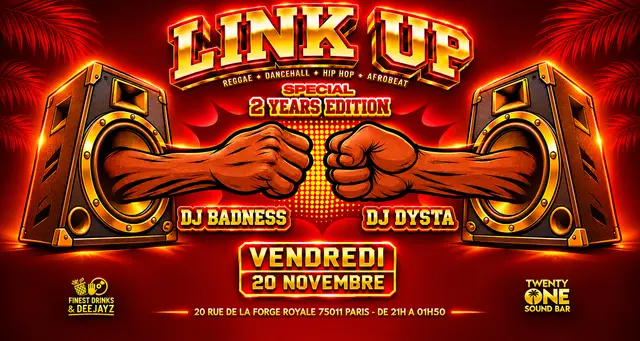 LINK UP
REGGAE • DANCEHALL • HIP HOP • AFROBEAT
SPECIAL
2 YEARS EDITION
DJ BADNESS
DJ DYSTA
VENDREDI
20 NOVEMBRE
FINEST DRINKS
& DEEJAYZ
TWENTY
ONE
SOUND BAR
20 RUE DE LA FORGE ROYALE 75011 PARIS - DE 21H A 01H50